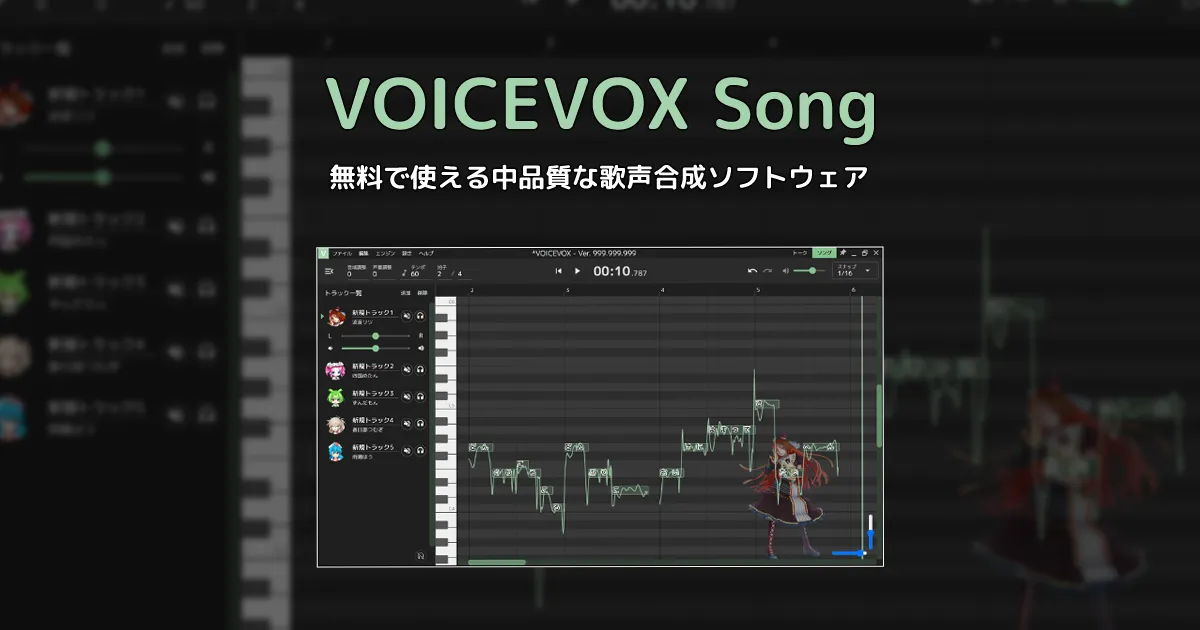 VOICEVOX Song
無料で使える中品質な歌声合成ソフトウェア
ファイル 編集 エンジン 設定 ヘルプ
*VOICEVOX - Ver. 999.999.999
トーク ソング
音域調整 0
声量調整 0
テンポ 60
拍子 2 / 4
00:10.787
スナップ 1/16
トラック一覧
追加 削除
2 3 4 5 6
新規トラック1
波音リツ
L R
新規トラック2
四国めたん
新規トラック3
ずんだもん
新規トラック4
春日部つむぎ
新規トラック5
雨晴はう